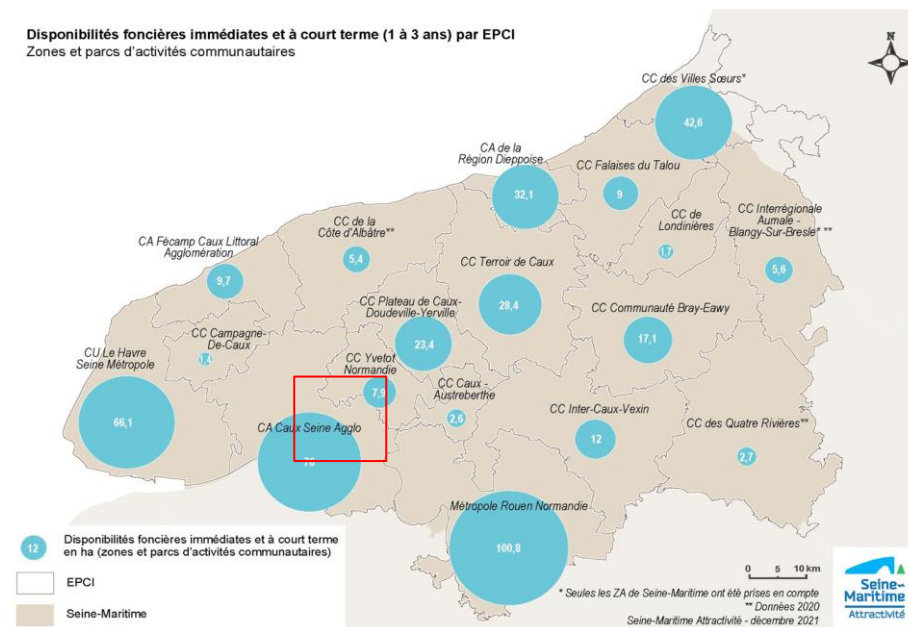 Disponibilités foncières immédiates et à court terme (1 à 3 ans) par EPCI
Zones et parcs d'activités communautaires
N
CC des Villes Sœurs*
42,6
CA de la
Région Dieppoise
32,1
CC Falaises du Talou
9
CC de
Londinières
1,7
CC Interrégionale
Aumale -
Blangy-Sur-Bresle* **
5,6
CC de la
Côte d'Albâtre**
5,4
CA Fécamp Caux Littoral
Agglomération
9,7
CC Terroir de Caux
28,4
CC Plateau de Caux-
Doudeville-Yerville
23,4
CC Communauté Bray-Eawy
17,1
CC Campagne-
De-Caux
1,4
CU Le Havre
Seine Métropole
66,1
CC Yvetot
Normandie
7,9
CC Caux -
Austreberthe
2,6
CC Inter-Caux-Vexin
12
CC des Quatre Rivières**
2,7
CA Caux Seine Agglo
70
Métropole Rouen Normandie
100,8
12
Disponibilités foncières immédiates et à court terme
en ha (zones et parcs d'activités communautaires)
EPCI
Seine-Maritime
0 5 10 km
* Seules les ZA de Seine-Maritime ont été prises en compte
** Données 2020
Seine-Maritime Attractivité - décembre 2021
Seine-
Maritime
Attractivité